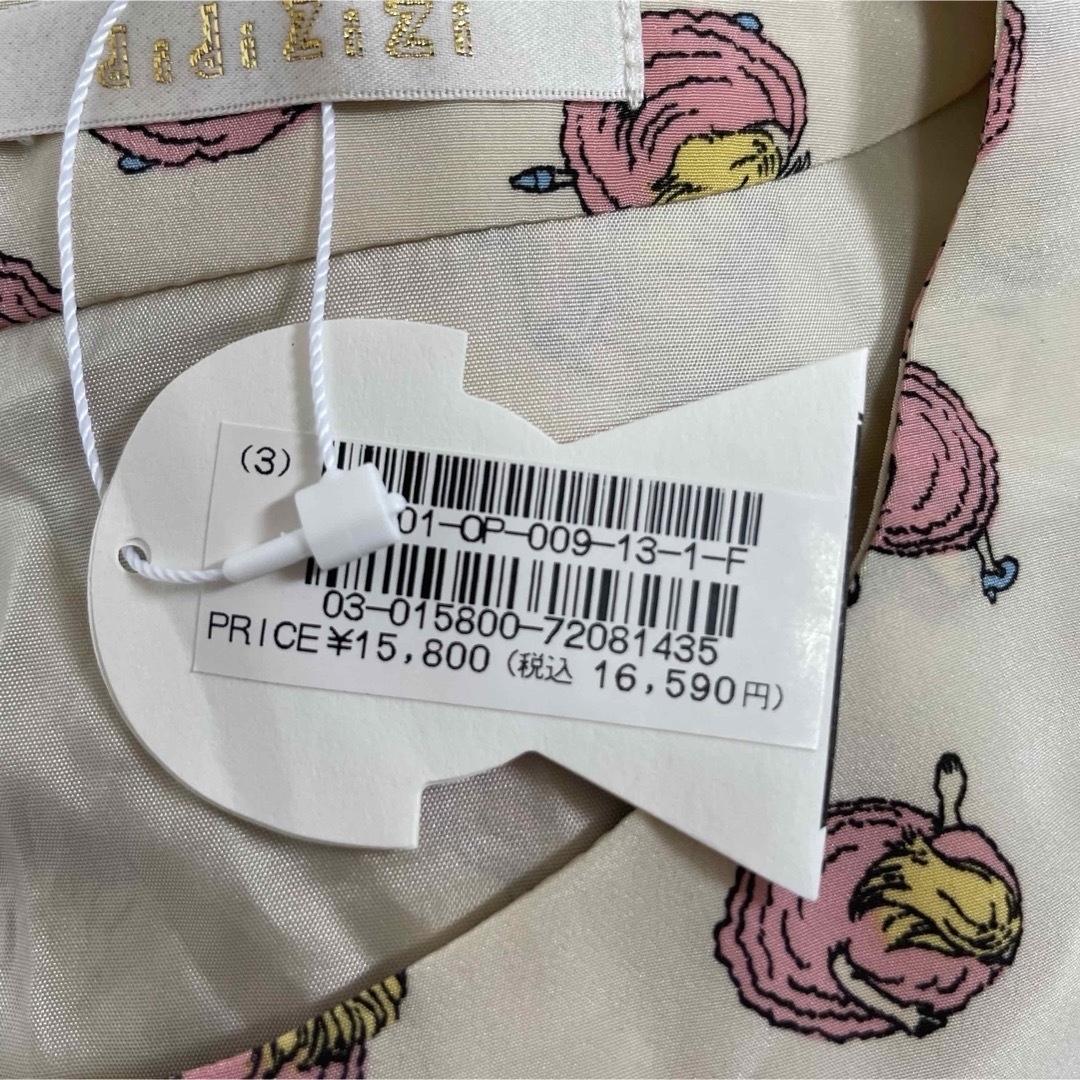 PiPiZiZi
(3)
01-OP-009-13-1-F
03-015800-72081435
PRICE¥15,800 (税込 16,590円)